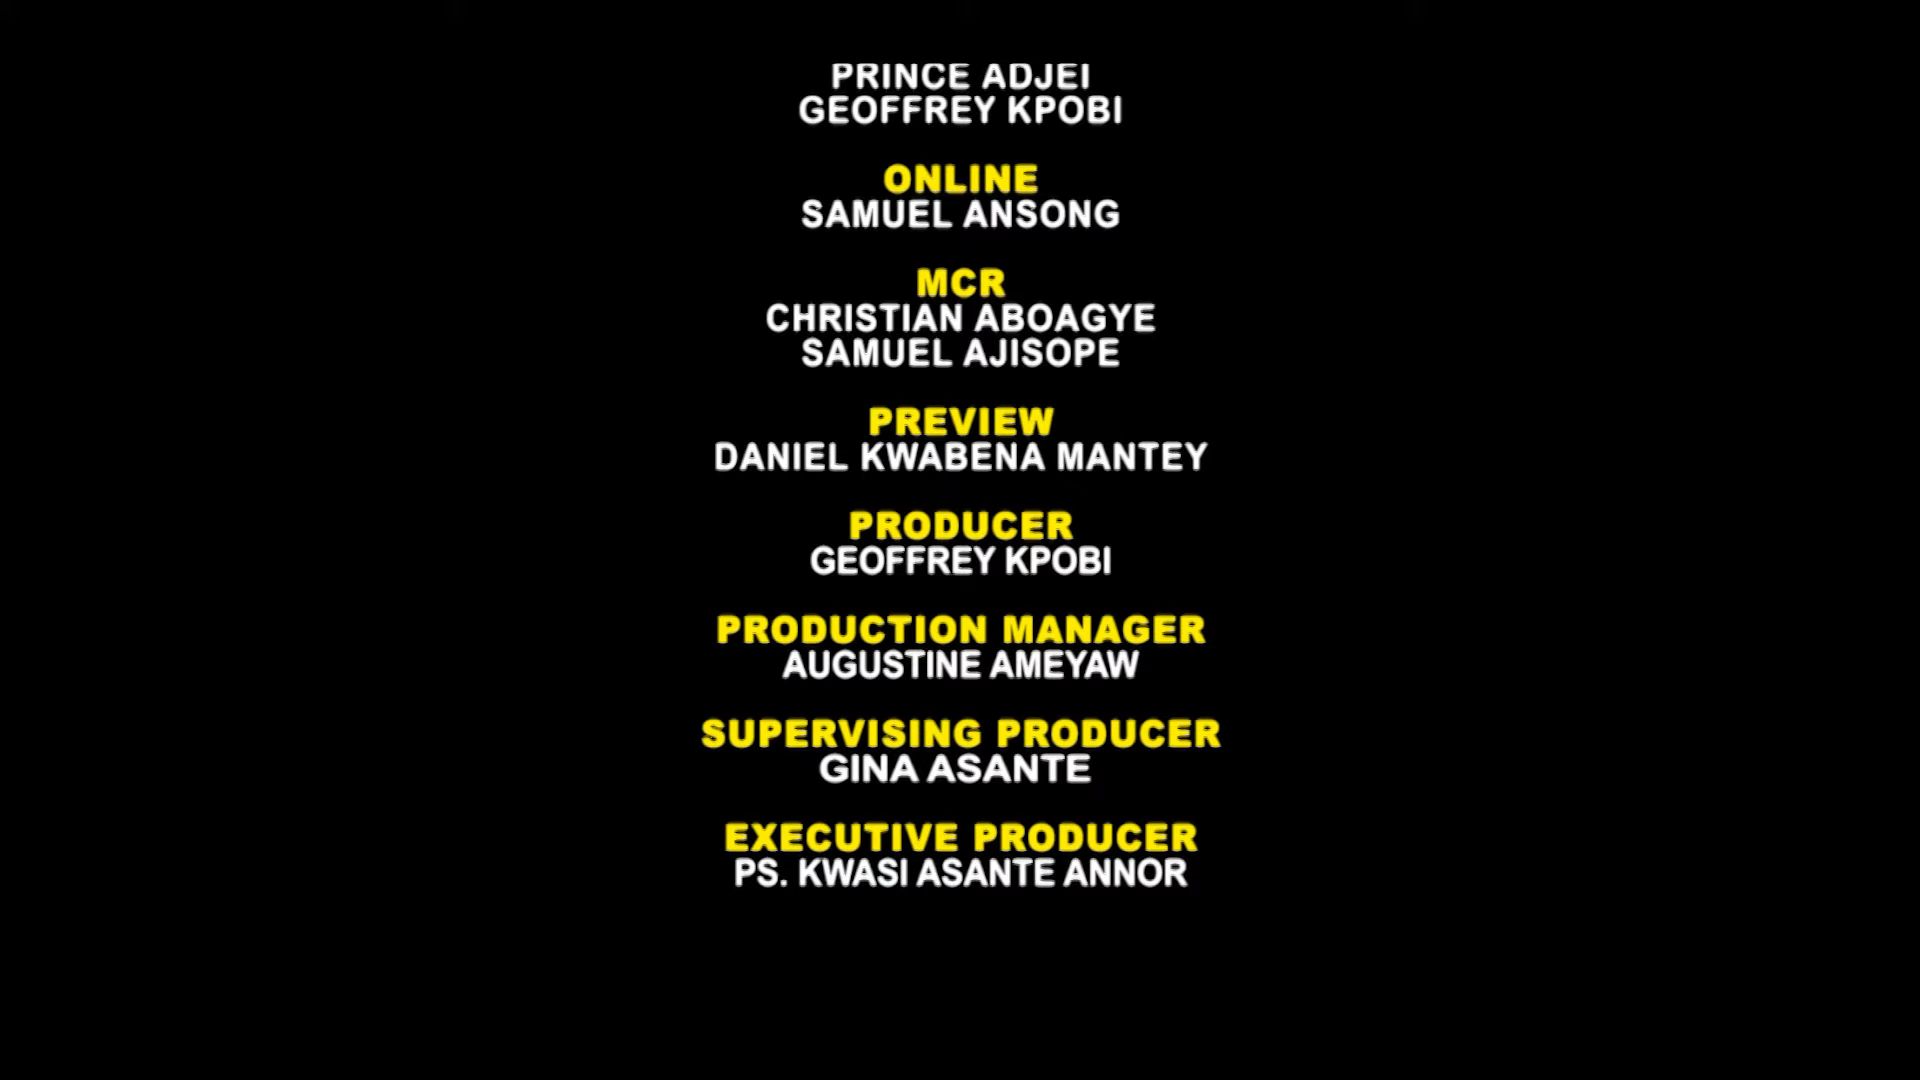 PRINCE ADJEI
GEOFFREY KPOBI
ONLINE
SAMUEL ANSONG
MCR
CHRISTIAN ABOAGYE
SAMUEL AJISOPE
PREVIEW
DANIEL KWABENA MANTEY
PRODUCER
GEOFFREY KPOBI
PRODUCTION MANAGER
AUGUSTINE AMEYAW
SUPERVISING PRODUCER
GINA ASANTE
EXECUTIVE PRODUCER
PS. KWASI ASANTE ANNOR